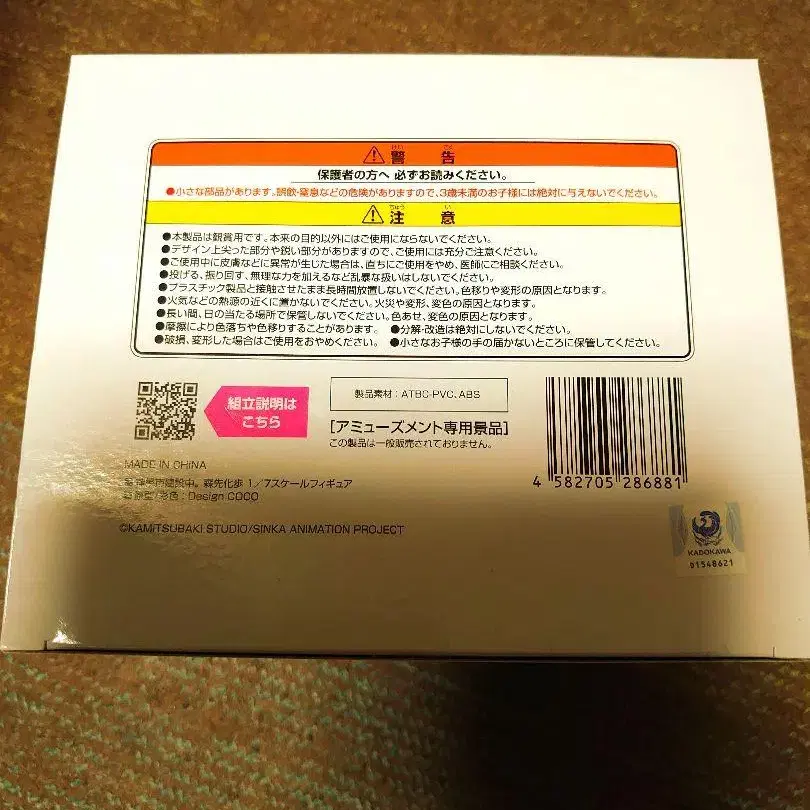 ⚠警告
けい こく
保護者の方へ 必ずお読みください。
●小さな部品があります。誤飲・窒息などの危険がありますので、3歳未満のお子様には絶対に与えないでください。
⚠注意
ちゅう い
●本製品は観賞用です。本来の目的以外にはご使用にならないでください。
●デザイン上尖った部分や鋭い部分がありますので、ご使用には充分ご注意ください。
●ご使用中に皮膚などに異常が生じた場合は、直ちにご使用をやめ、医師にご相談ください。
●投げる、振り回す、無理な力を加えるなど乱暴な扱いはしないでください。
●プラスチック製品と接触させたまま長時間放置しないでください。色移りや変形の原因となります。
●火気などの熱源の近くに置かないでください。火災や変形、変色の原因となります。
●長い間、日の当たる場所で保管しないでください。色あせ、変色の原因となります。
●摩擦により色落ちや色移りすることがあります。 ●分解・改造は絶対にしないでください。
●破損、変形した場合はご使用をおやめください。 ●小さなお子様の手の届かないところに保管してください。
組立説明は
こちら
製品素材：ATBC-PVC、ABS
[アミューズメント専用景品]
この製品は一般販売されておりません。
4 582705 286881
MADE IN CHINA
市建設中。森先化歩 1/7スケールフィギュア
彩色：Design COCO
©KAMITSUBAKI STUDIO/SINKA ANIMATION PROJECT
KADOKAWA
01548621